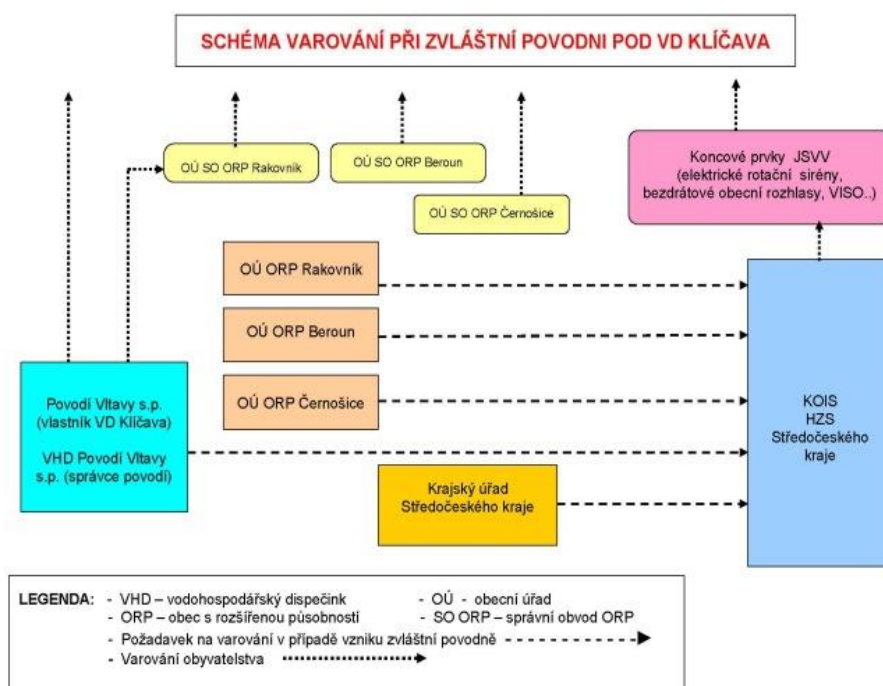 SCHÉMA VAROVÁNÍ PŘI ZVLÁŠTNÍ POVODNI POD VD KLÍČAVA
OÚ SO ORP Rakovník
OÚ SO ORP Beroun
OÚ SO ORP Černošice
Koncové prvky JSVV
(elektrické rotační sirény,
bezdrátové obecní rozhlasy, VISO..)
OÚ ORP Rakovník
OÚ ORP Beroun
OÚ ORP Černošice
Povodí Vltavy s.p.
(vlastník VD Klíčava)
VHD Povodí Vltavy
s.p. (správce povodí)
Krajský úřad
Středočeského kraje
KOIS
HZS
Středočeského
kraje
LEGENDA: - VHD – vodohospodářský dispečink - OÚ - obecní úřad
- ORP – obec s rozšířenou působností - SO ORP – správní obvod ORP
- Požadavek na varování v případě vzniku zvláštní povodně
- Varování obyvatelstva